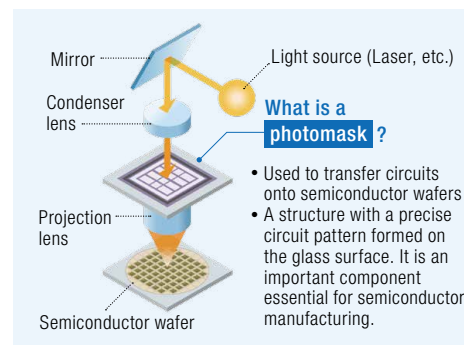 Mirror
Light source (Laser, etc.)
Condenser
lens
What is a
photomask ?
• Used to transfer circuits
onto semiconductor wafers
• A structure with a precise
circuit pattern formed on
the glass surface. It is an
important component
essential for semiconductor
manufacturing.
Projection
lens
Semiconductor wafer